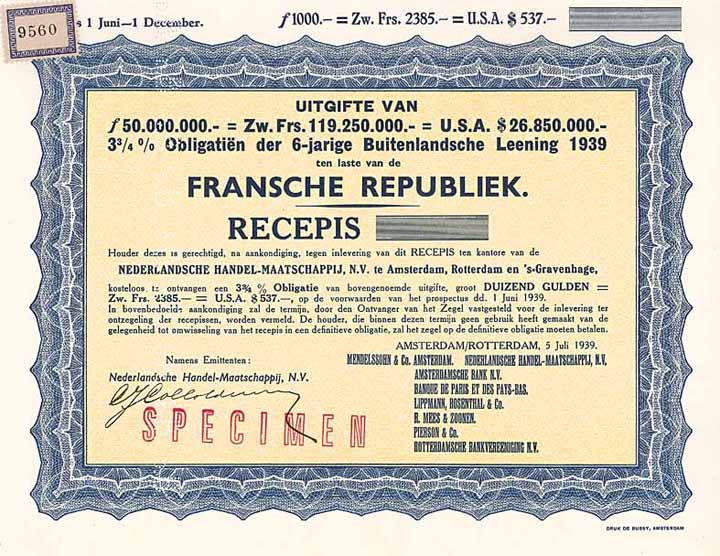 9560
s 1 Juni—1 December.
ƒ 1000.— = Zw. Frs. 2385.— = U.S.A. $ 537.—
UITGIFTE VAN
ƒ 50.000.000.- = Zw. Frs. 119.250.000.- = U.S.A. $ 26.850.000.-
3¾ % Obligatiën der 6-jarige Buitenlandsche Leening 1939
ten laste van de
FRANSCHE REPUBLIEK.
RECEPIS
Houder dezes is gerechtigd, na aankondiging, tegen inlevering van dit RECEPIS ten kantore van de
NEDERLANDSCHE HANDEL-MAATSCHAPPIJ, N.V. te Amsterdam, Rotterdam en 's-Gravenhage,
kosteloos te ontvangen een 3¾ % Obligatie van bovengenoemde uitgifte, groot DUIZEND GULDEN =
Zw. Frs. 2385.— = U.S.A. $ 537.—, op de voorwaarden van het prospectus dd. 1 Juni 1939.
In bovenbedoelde aankondiging zal de termijn, door den Ontvanger van het Zegel vastgesteld voor de inlevering ter
ontzegeling der recepissen, worden vermeld. De houder, die binnen dezen termijn geen gebruik heeft gemaakt van de
gelegenheid tot omwisseling van het recepis in een definitieve obligatie, zal het zegel op de definitieve obligatie moeten betalen.
AMSTERDAM/ROTTERDAM, 5 Juli 1939.
Namens Emittenten:
Nederlandsche Handel-Maatschappij, N.V.
MENDELSSOHN & Co. AMSTERDAM. NEDERLANDSCHE HANDEL-MAATSCHAPPIJ, N.V.
AMSTERDAMSCHE BANK N.V.
BANQUE DE PARIS ET DES PAYS-BAS.
LIPPMANN, ROSENTHAL & Co.
R. MEES & ZOONEN.
PIERSON & Co.
ROTTERDAMSCHE BANKVEREENIGING N.V.
SPECIMEN
DRUK DE BUSSY, AMSTERDAM